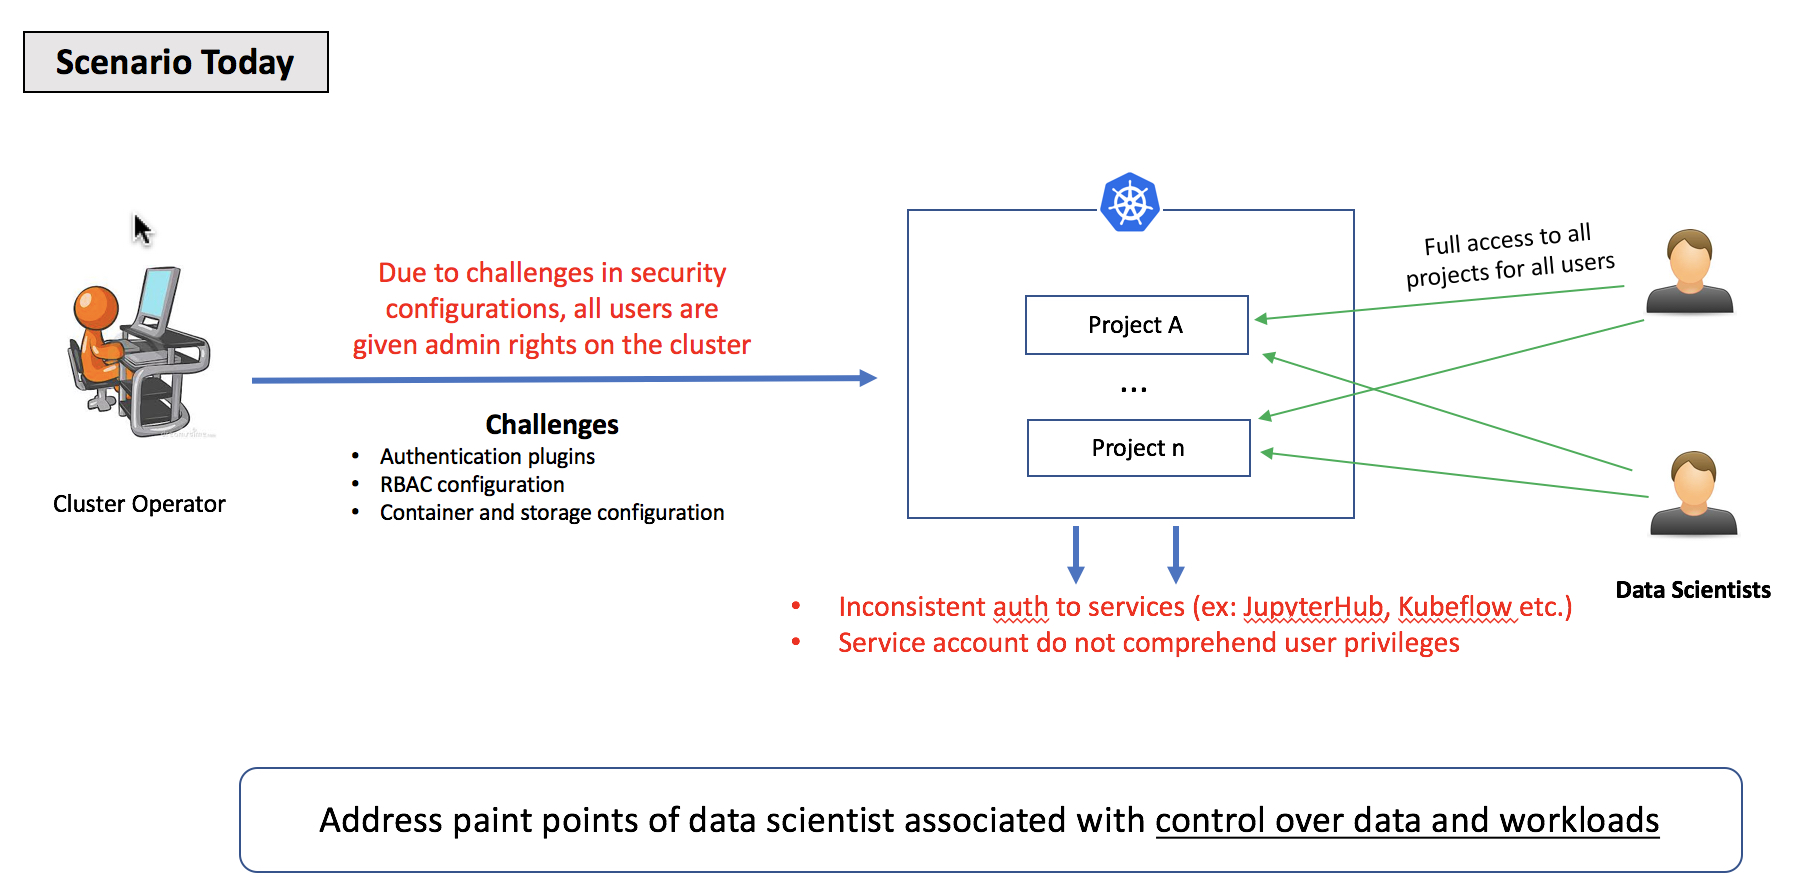 Scenario Today
Due to challenges in security
configurations, all users are
given admin rights on the cluster
Challenges
• Authentication plugins
• RBAC configuration
• Container and storage configuration
Cluster Operator
Project A
...
Project n
Full access to all
projects for all users
Data Scientists
• Inconsistent auth to services (ex: JupyterHub, Kubeflow etc.)
• Service account do not comprehend user privileges
Address paint points of data scientist associated with control over data and workloads